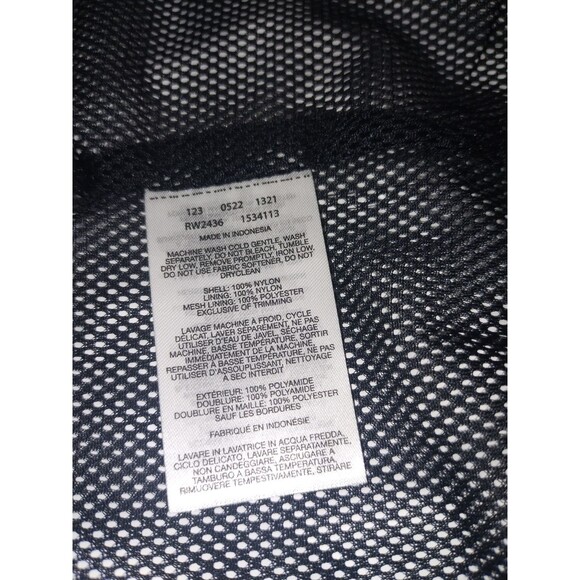 123 0522 1321
RW2436 1534113
MADE IN INDONESIA
MACHINE WASH COLD GENTLE, WASH
SEPARATELY, DO NOT BLEACH, TUMBLE
DRY LOW, REMOVE PROMPTLY, IRON LOW,
DO NOT USE FABRIC SOFTENER, DO NOT
DRYCLEAN
SHELL: 100% NYLON
LINING: 100% NYLON
MESH LINING: 100% POLYESTER
EXCLUSIVE OF TRIMMING
LAVAGE MACHINE À FROID, CYCLE
DÉLICAT, LAVER SÉPARÉMENT, NE PAS
UTILISER D'EAU DE JAVEL, SÉCHAGE
MACHINE, BASSE TEMPÉRATURE, SORTIR
IMMÉDIATEMENT DE LA MACHINE,
REPASSER À BASSE TEMPÉRATURE, NE PAS
UTILISER D'ASSOUPLISSANT, NETTOYAGE
A SEC INTERDIT
EXTÉRIEUR: 100% POLYAMIDE
DOUBLURE: 100% POLYAMIDE
DOUBLURE EN MAILLE: 100% POLYESTER
SAUF LES BORDURES
FABRIQUÉ EN INDONÉSIE
LAVARE IN LAVATRICE IN ACQUA FREDDA,
CICLO DELICATO, LAVARE SEPARATAMENTE,
NON CANDEGGIARE, ASCIUGARE A
TAMBURO A BASSA TEMPERATURA,
RIMUOVERE TEMPESTIVAMENTE, STIRARE